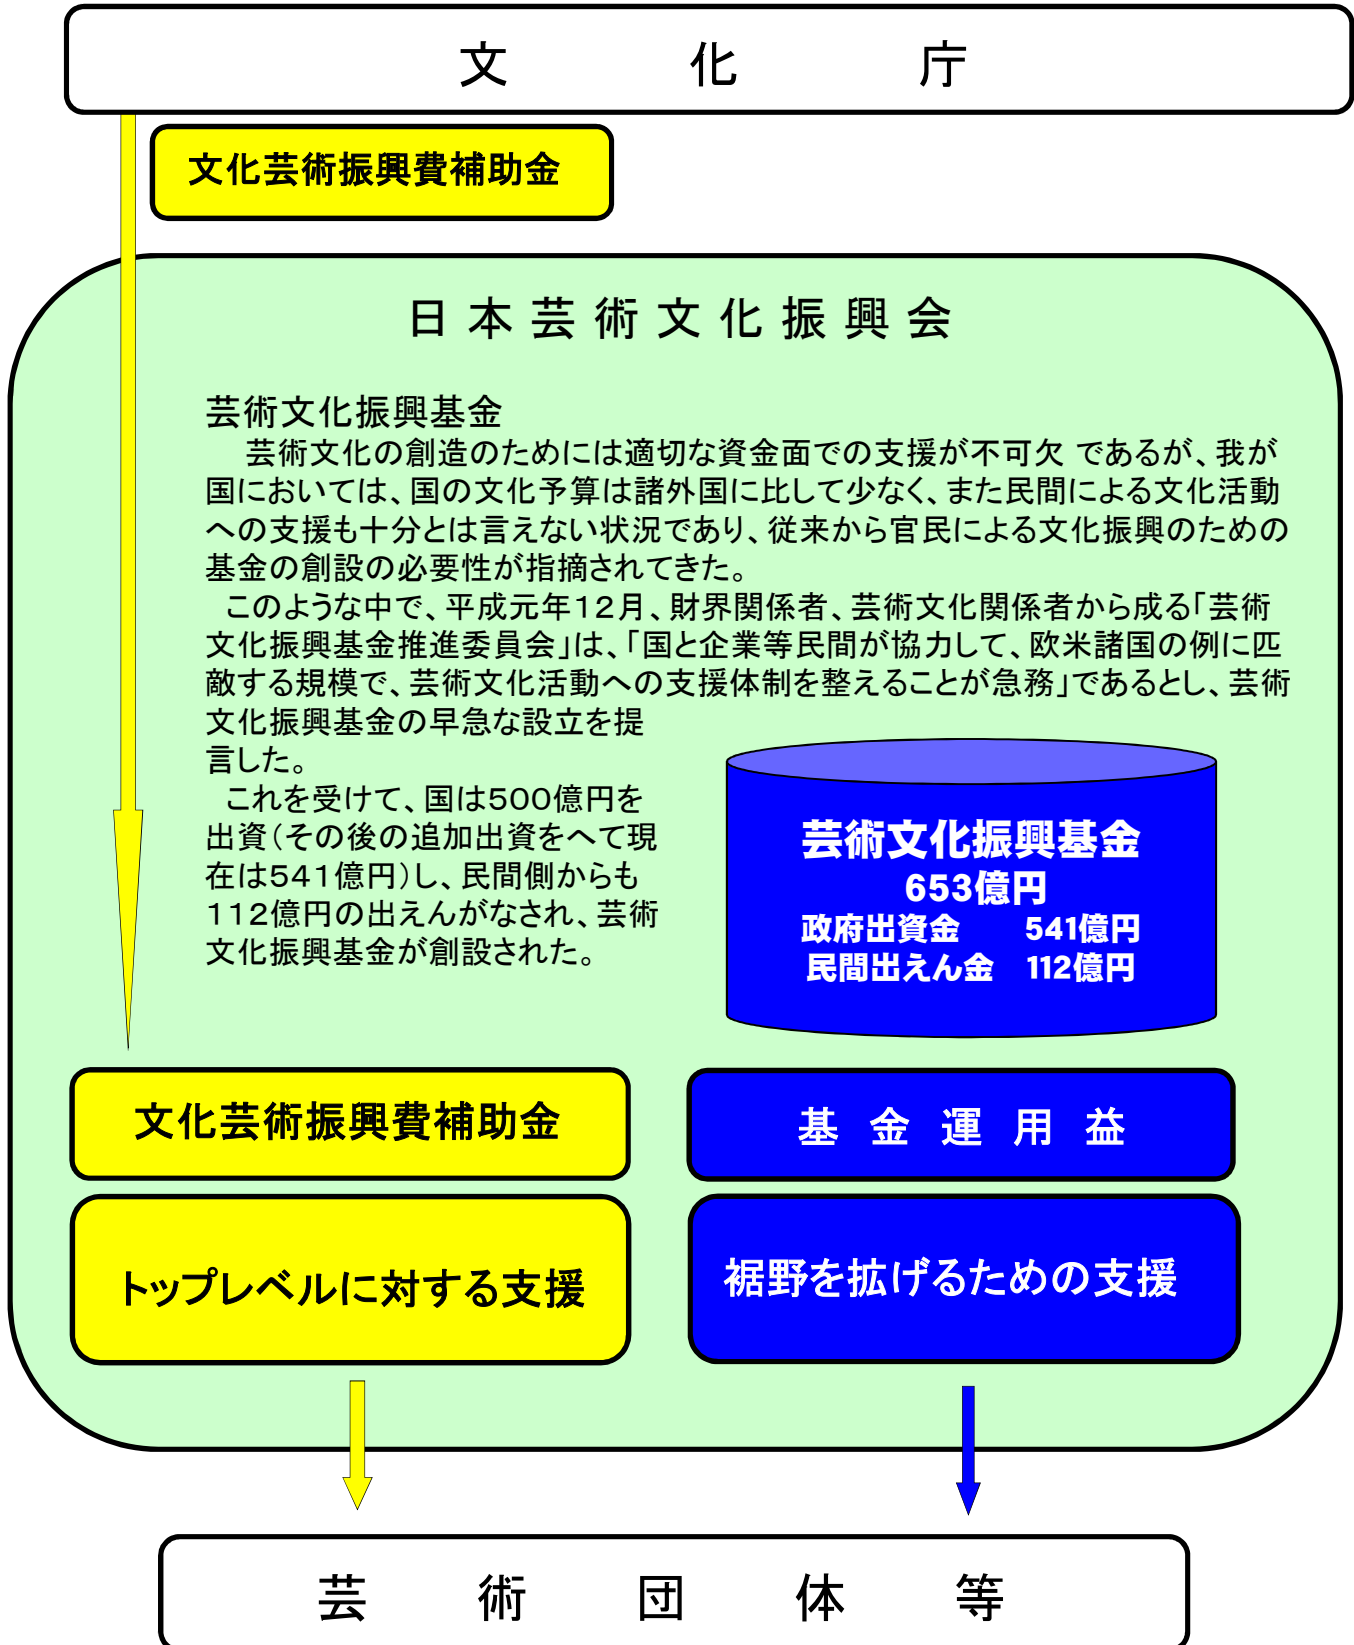 文化庁
文化芸術振興費補助金
日本芸術文化振興会
芸術文化振興基金
芸術文化の創造のためには適切な資金面での支援が不可欠 であるが、我が
国においては、国の文化予算は諸外国に比して少なく、また民間による文化活動
への支援も十分とは言えない状況であり、従来から官民による文化振興のための
基金の創設の必要性が指摘されてきた。
このような中で、平成元年１２月、財界関係者、芸術文化関係者から成る「芸術
文化振興基金推進委員会」は、「国と企業等民間が協力して、欧米諸国の例に匹
敵する規模で、芸術文化活動への支援体制を整えることが急務」であるとし、芸術
文化振興基金の早急な設立を提
言した。
これを受けて、国は５００億円を
出資（その後の追加出資をへて現
在は５４１億円）し、民間側からも
１１２億円の出えんがなされ、芸術
文化振興基金が創設された。
芸術文化振興基金
653億円
政府出資金　541億円
民間出えん金　112億円
文化芸術振興費補助金
基金運用益
トップレベルに対する支援
裾野を拡げるための支援
芸術団体等